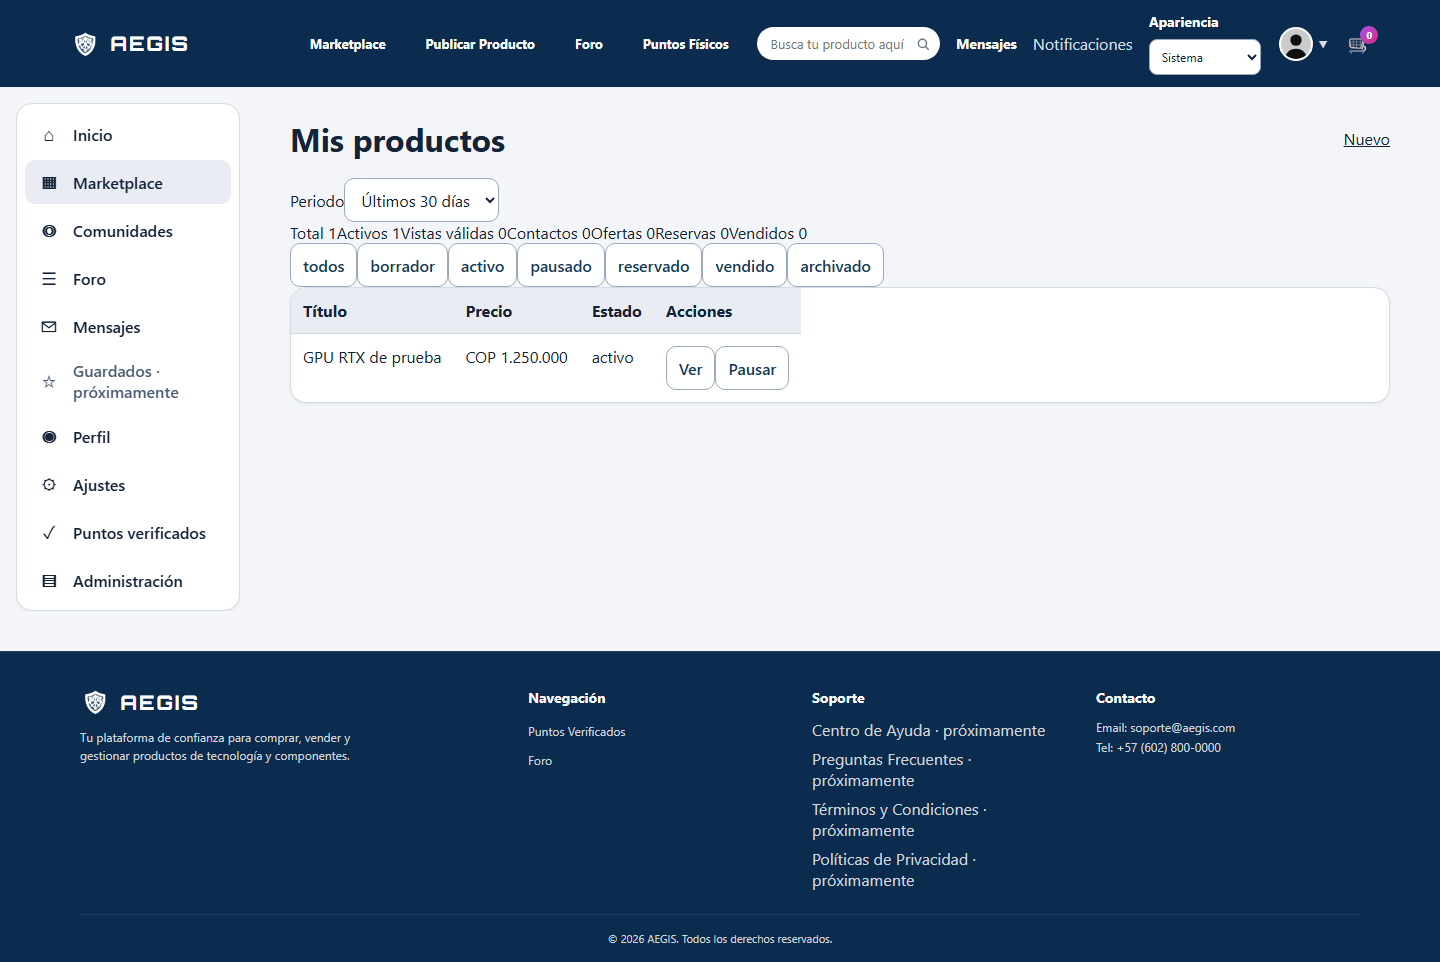 AEGIS
Marketplace
Publicar Producto
Foro
Puntos Físicos
Busca tu producto aquí
Mensajes
Notificaciones
Apariencia
Sistema
0
Inicio
Marketplace
Comunidades
Foro
Mensajes
Guardados ·
próximamente
Perfil
Ajustes
Puntos verificados
Administración
Mis productos
Nuevo
Periodo Últimos 30 días
Total 1Activos 1Vistas válidas 0Contactos 0Ofertas 0Reservas 0Vendidos 0
todos borrador activo pausado reservado vendido archivado
Título Precio Estado Acciones
GPU RTX de prueba COP 1.250.000 activo Ver Pausar
AEGIS
Tu plataforma de confianza para comprar, vender y
gestionar productos de tecnología y componentes.
Navegación
Puntos Verificados
Foro
Soporte
Centro de Ayuda · próximamente
Preguntas Frecuentes ·
próximamente
Términos y Condiciones ·
próximamente
Políticas de Privacidad ·
próximamente
Contacto
Email: soporte@aegis.com
Tel: +57 (602) 800-0000
© 2026 AEGIS. Todos los derechos reservados.